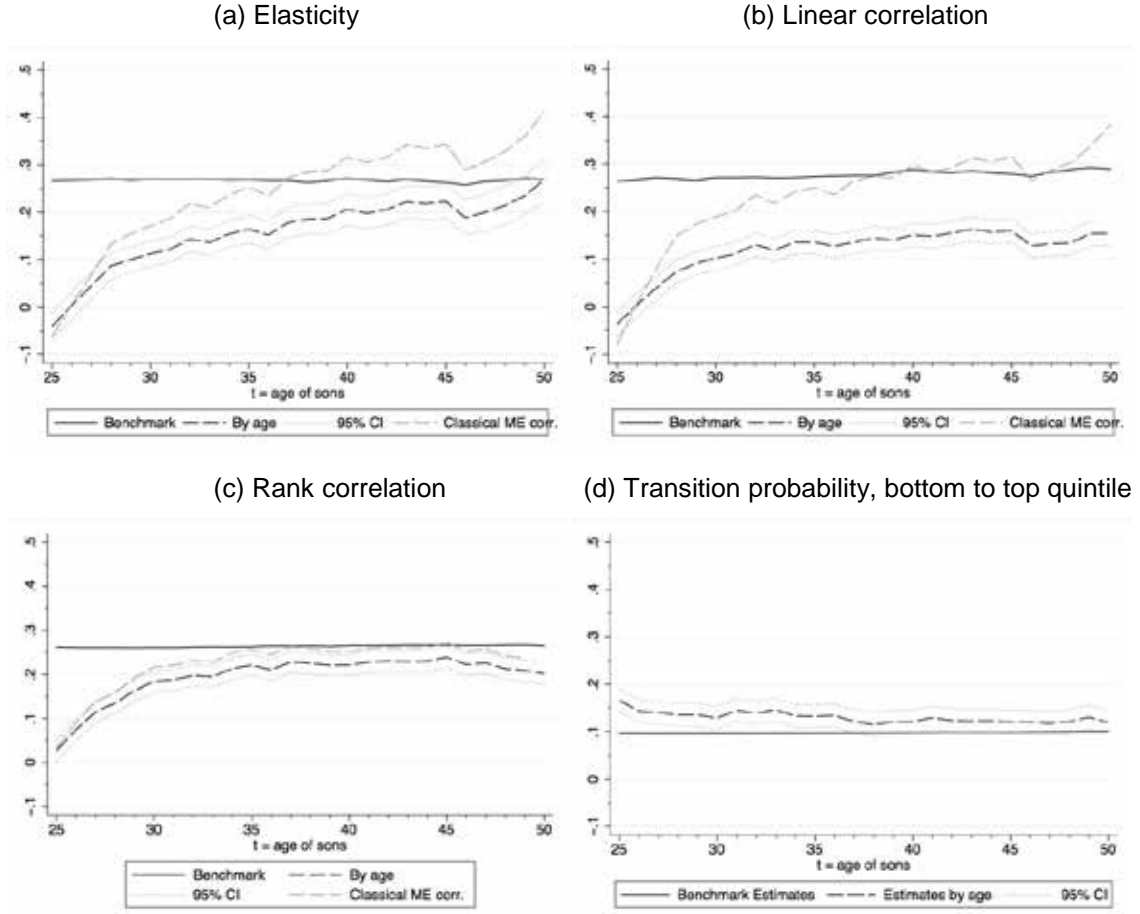 (a) Elasticity
(b) Linear correlation
.5
.4
.3
.2
.1
0
-.1
25 30 35 40 45 50
t = age of sons
Benchmark By age 95% CI Classical ME corr.
.5
.4
.3
.2
.1
0
-.1
25 30 35 40 45 50
t = age of sons
Benchmark By age 95% CI Classical ME corr.
(c) Rank correlation
(d) Transition probability, bottom to top quintile
.5
.4
.3
.2
.1
0
-.1
25 30 35 40 45 50
t = age of sons
Benchmark By age
95% CI Classical ME corr.
.5
.4
.3
.2
.1
0
-.1
25 30 35 40 45 50
t = age of sons
Benchmark Estimates Estimates by age 95% CI